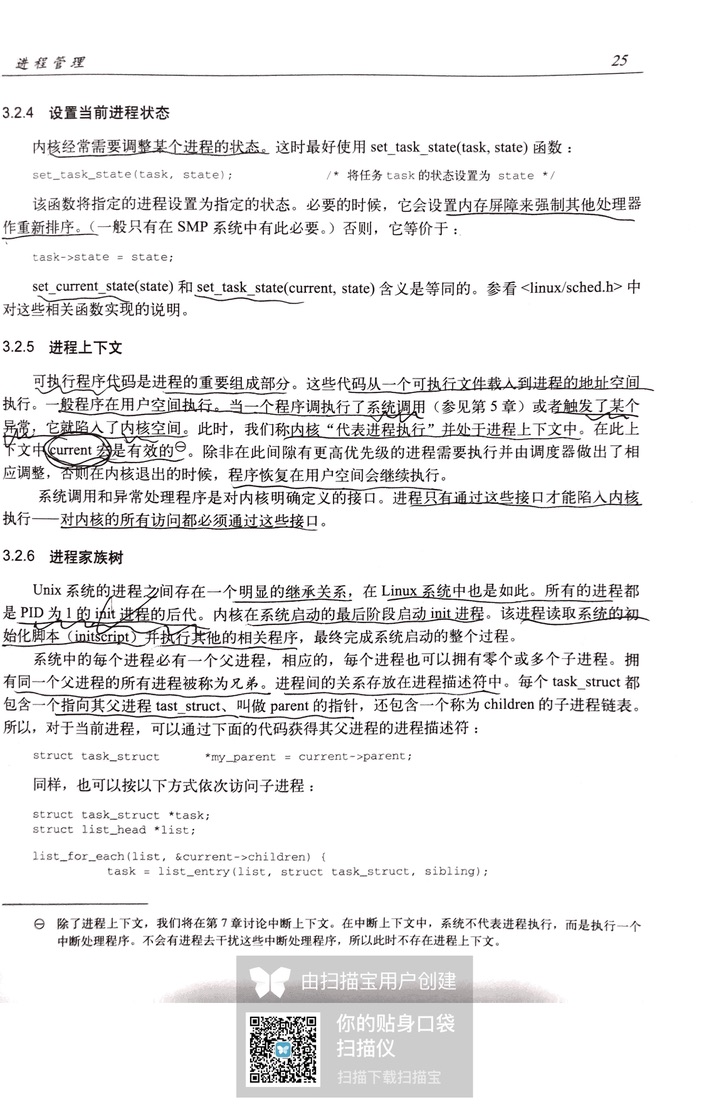 进程管理 25
3.2.4 设置当前进程状态
内核经常需要调整某个进程的状态。这时最好使用 set_task_state(task, state) 函数：
set_task_state(task, state); /* 将任务 task 的状态设置为 state */
该函数将指定的进程设置为指定的状态。必要的时候，它会设置内存屏障来强制其他处理器
作重新排序。（一般只有在 SMP 系统中有此必要。）否则，它等价于：
task->state = state;
set_current_state(state) 和 set_task_state(current, state) 含义是等同的。参看 <linux/sched.h> 中
对这些相关函数实现的说明。
3.2.5 进程上下文
可执行程序代码是进程的重要组成部分。这些代码从一个可执行文件载入到进程的地址空间
执行。一般程序在用户空间执行。当一个程序调执行了系统调用（参见第 5 章）或者触发了某个
异常，它就陷入了内核空间。此时，我们称内核“代表进程执行”并处于进程上下文中。在此上
下文中 current 宏是有效的⊖。除非在此间隙有更高优先级的进程需要执行并由调度器做出了相
应调整，否则在内核退出的时候，程序恢复在用户空间会继续执行。
系统调用和异常处理程序是对内核明确定义的接口。进程只有通过这些接口才能陷入内核
执行——对内核的所有访问都必须通过这些接口。
3.2.6 进程家族树
Unix 系统的进程之间存在一个明显的继承关系，在 Linux 系统中也是如此。所有的进程都
是 PID 为 1 的 init 进程的后代。内核在系统启动的最后阶段启动 init 进程。该进程读取系统的初
始化脚本（initscript）并执行其他的相关程序，最终完成系统启动的整个过程。
系统中的每个进程必有一个父进程，相应的，每个进程也可以拥有零个或多个子进程。拥
有同一个父进程的所有进程被称为兄弟。进程间的关系存放在进程描述符中。每个 task_struct 都
包含一个指向其父进程 tast_struct、叫做 parent 的指针，还包含一个称为 children 的子进程链表。
所以，对于当前进程，可以通过下面的代码获得其父进程的进程描述符：
struct task_struct *my_parent = current->parent;
同样，也可以按以下方式依次访问子进程：
struct task_struct *task;
struct list_head *list;
list_for_each(list, &current->children) {
task = list_entry(list, struct task_struct, sibling);
⊖ 除了进程上下文，我们将在第 7 章讨论中断上下文。在中断上下文中，系统不代表进程执行，而是执行一个
中断处理程序。不会有进程去干扰这些中断处理程序，所以此时不存在进程上下文。
由扫描宝用户创建
你的贴身口袋
扫描仪
扫描下载扫描宝